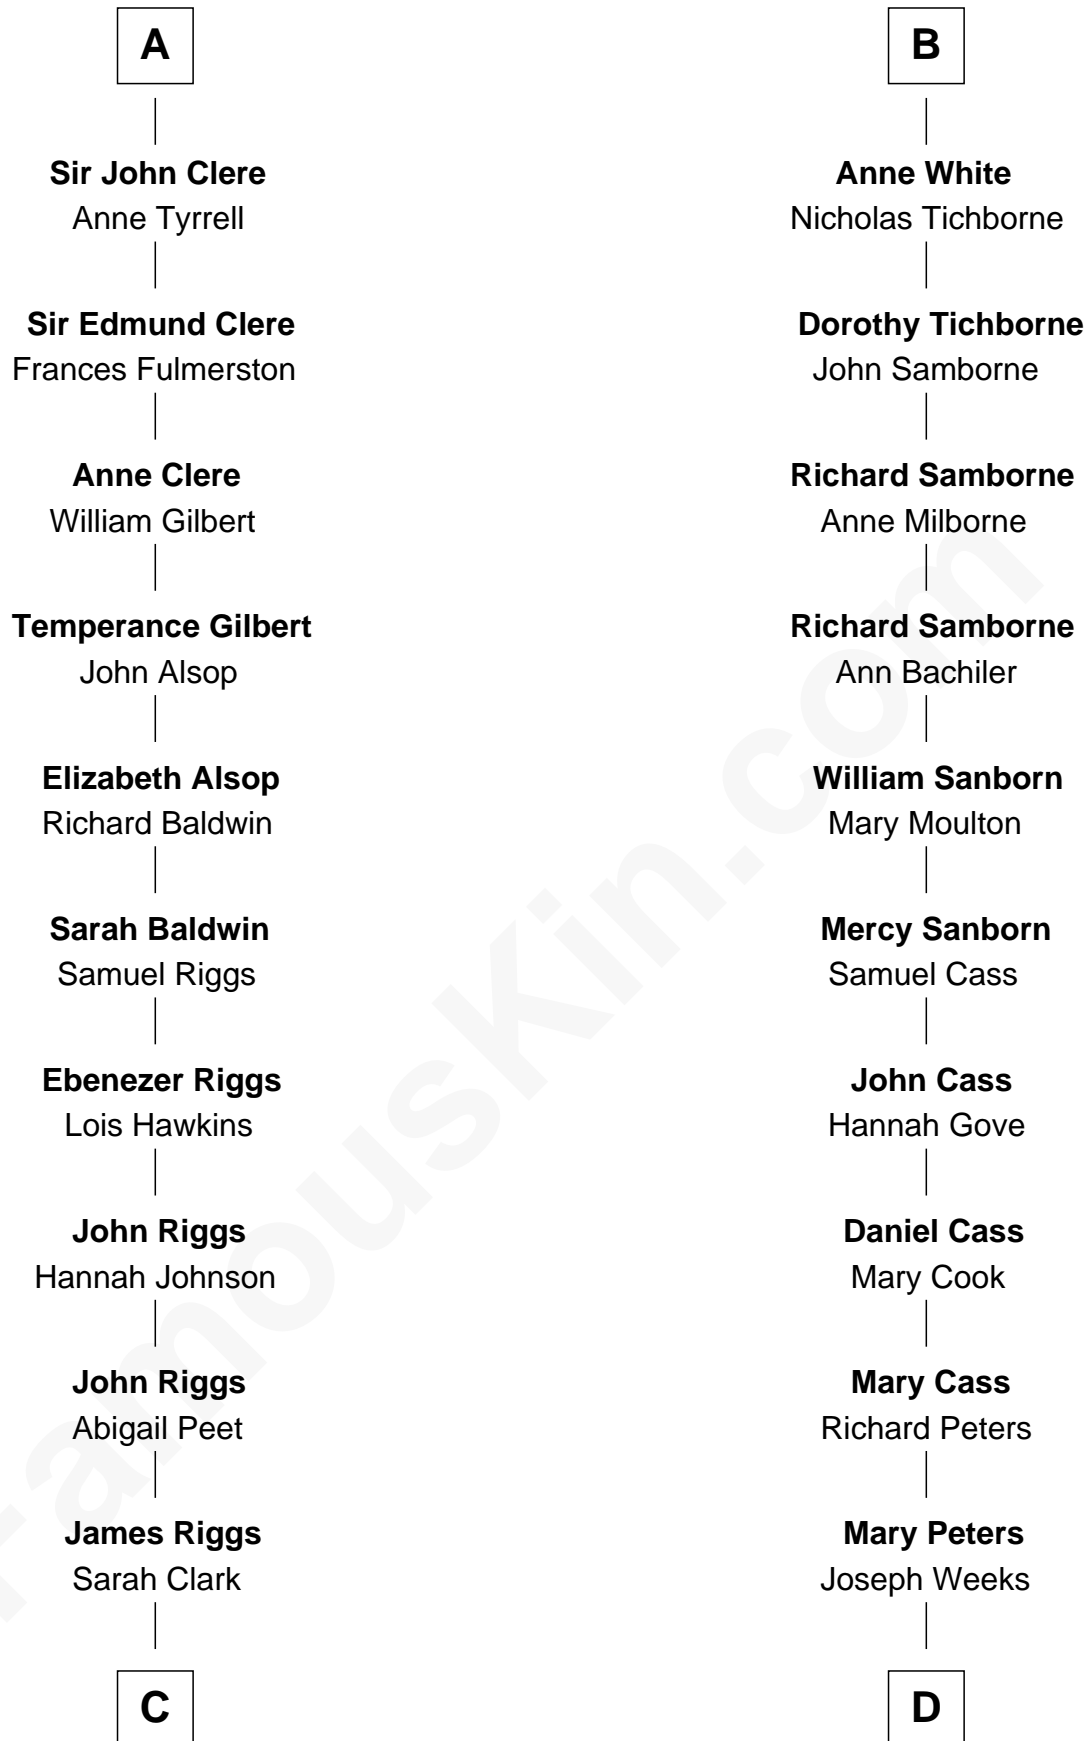 A
Sir John Clere
Anne Tyrrell
Sir Edmund Clere
Frances Fulmerston
Anne Clere
William Gilbert
Temperance Gilbert
John Alsop
Elizabeth Alsop
Richard Baldwin
Sarah Baldwin
Samuel Riggs
Ebenezer Riggs
Lois Hawkins
John Riggs
Hannah Johnson
John Riggs
Abigail Peet
James Riggs
Sarah Clark
C
B
Anne White
Nicholas Tichborne
Dorothy Tichborne
John Samborne
Richard Samborne
Anne Milborne
Richard Samborne
Ann Bachiler
William Sanborn
Mary Moulton
Mercy Sanborn
Samuel Cass
John Cass
Hannah Gove
Daniel Cass
Mary Cook
Mary Cass
Richard Peters
Mary Peters
Joseph Weeks
D
FamousKin.com